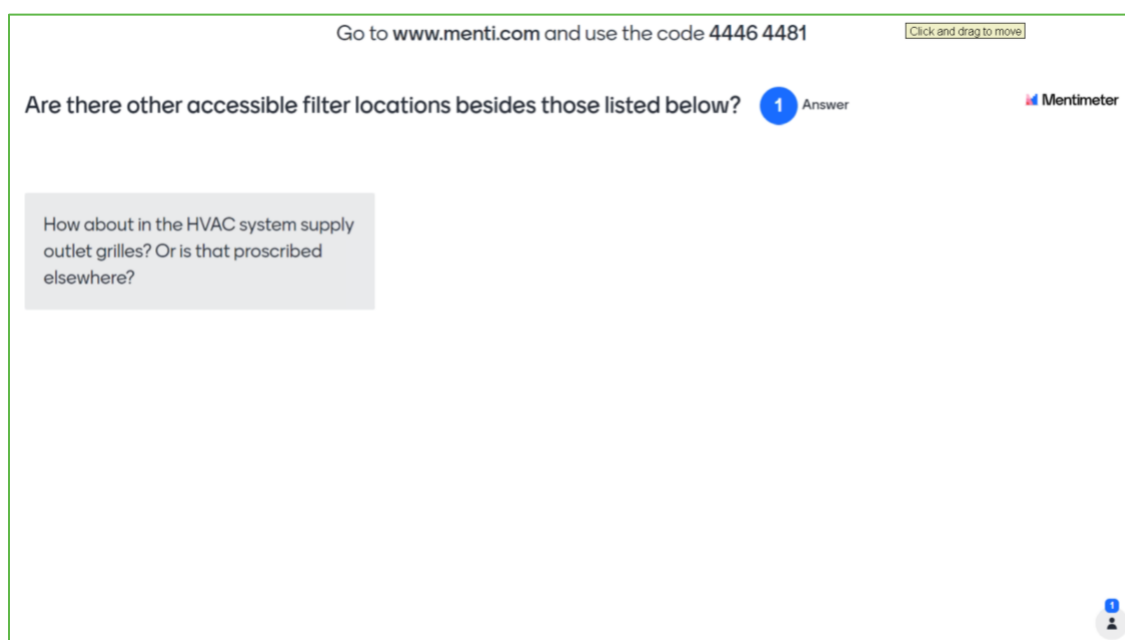 Go to www.menti.com and use the code 4446 4481
Click and drag to move
Are there other accessible filter locations besides those listed below?
1 Answer
Mentimeter
How about in the HVAC system supply
outlet grilles? Or is that proscribed
elsewhere?
1